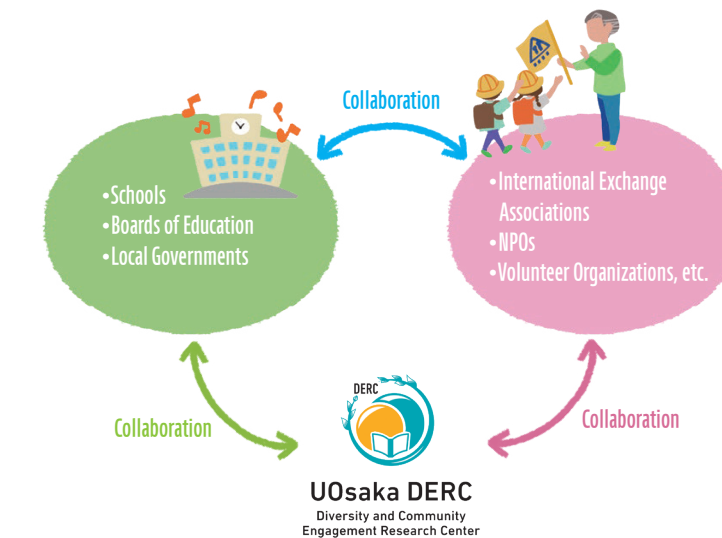 Collaboration
•Schools
•Boards of Education
•Local Governments
•International Exchange
Associations
•NPOs
•Volunteer Organizations, etc.
Collaboration
Collaboration
DERC
UOsaka DERC
Diversity and Community
Engagement Research Center